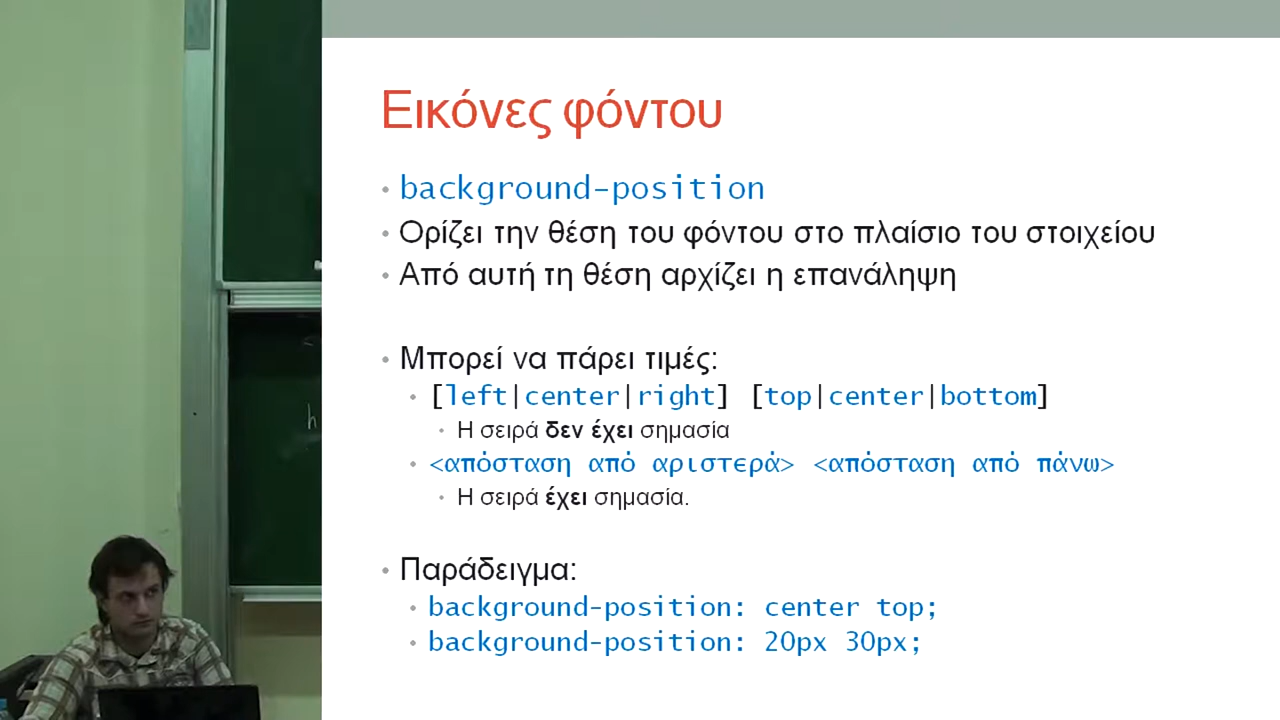 Εικόνες φόντου
• background-position
• Ορίζει την θέση του φόντου στο πλαίσιο του στοιχείου
• Από αυτή τη θέση αρχίζει η επανάληψη
• Μπορεί να πάρει τιμές:
• [left|center|right] [top|center|bottom]
• Η σειρά δεν έχει σημασία
• <απόσταση από αριστερά> <απόσταση από πάνω>
• Η σειρά έχει σημασία.
• Παράδειγμα:
• background-position: center top;
• background-position: 20px 30px;
h